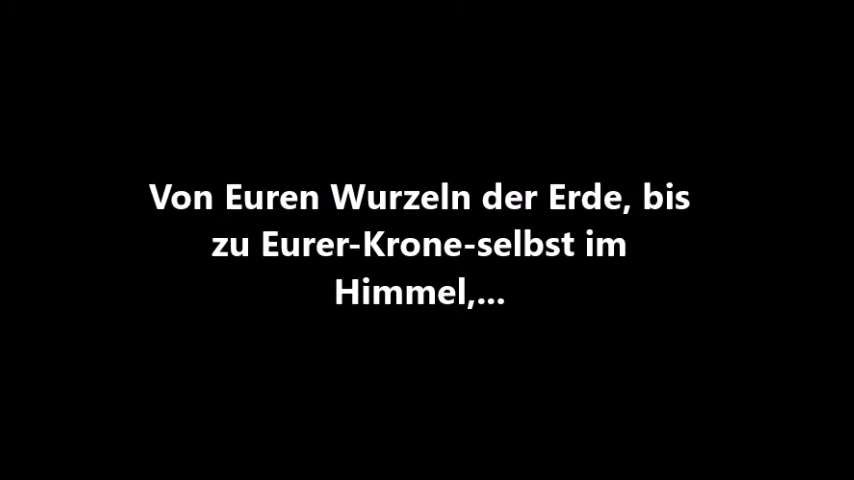 Von Euren Wurzeln der Erde, bis
zu Eurer-Krone-selbst im
Himmel,...